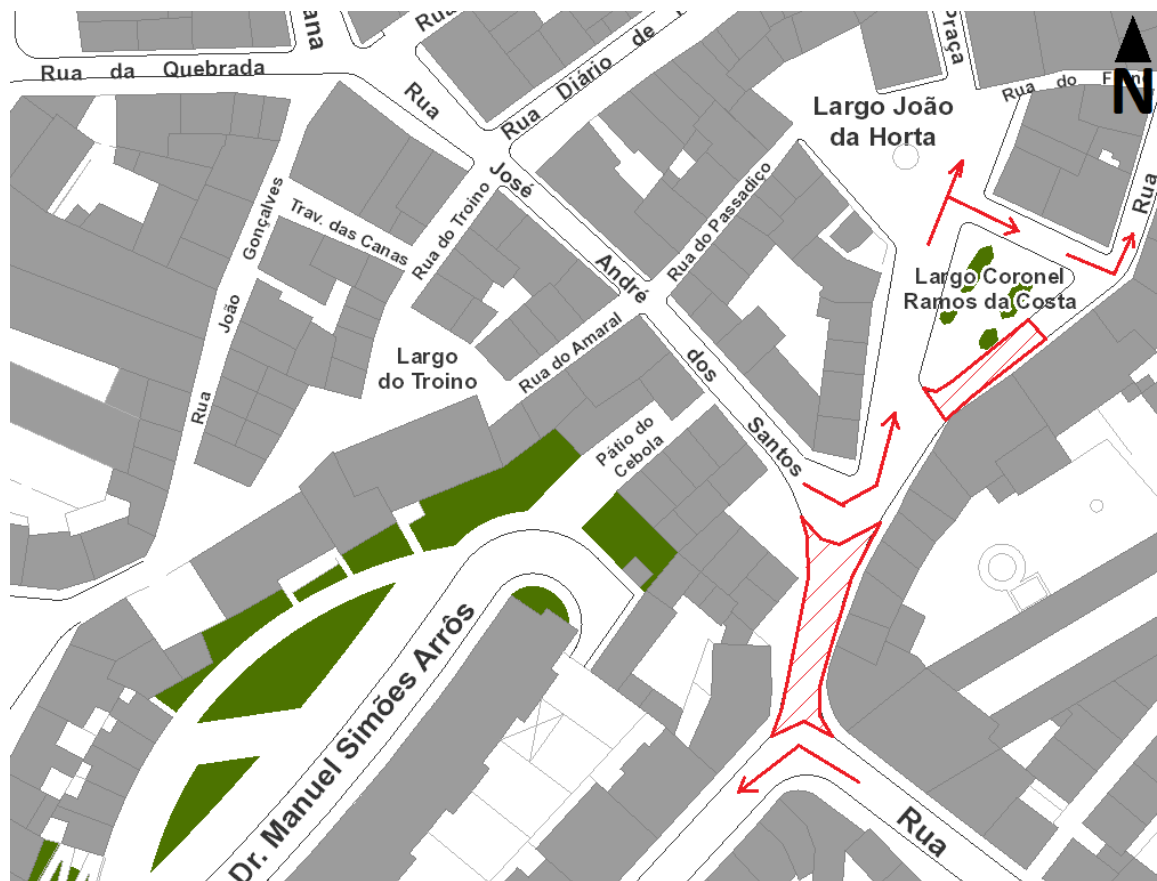 Rua da Quebrada
Rua
Rua Diário de
Praça
Largo João
da Horta
Rua do
N
Rua
José
André
dos
Santos
Rua do Passadiço
Trav. das Canas
Rua do Troino
Rua João Gonçalves
Largo
do Troino
Rua do Amaral
Pátio do
Cebola
Largo Coronel
Ramos da Costa
Dr. Manuel Simões Arrôs
Rua